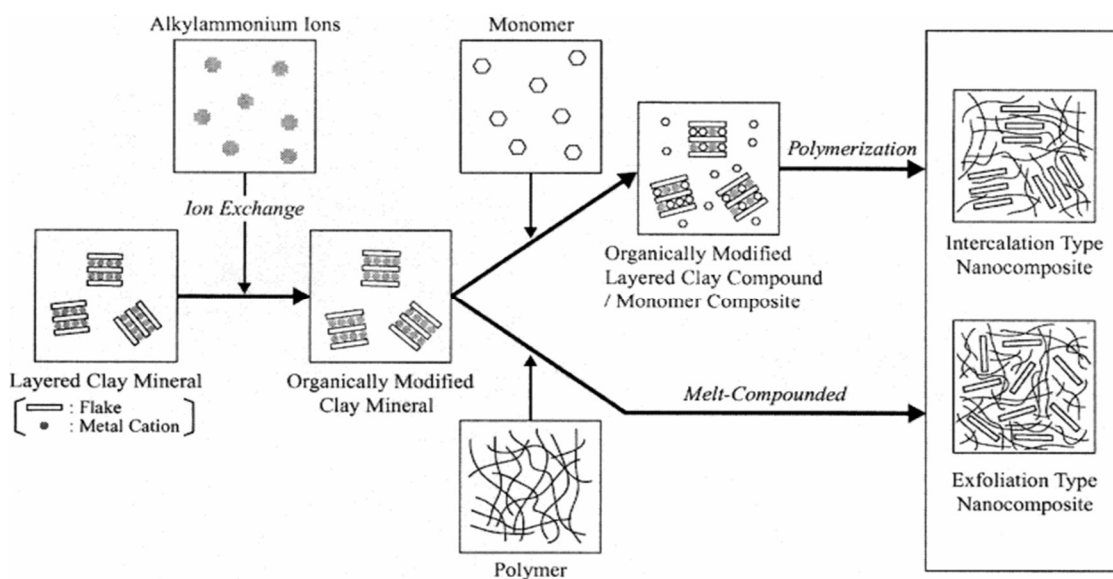 Alkylammonium Ions
Monomer
Ion Exchange
Polymerization
Layered Clay Mineral
: Flake
: Metal Cation
Organically Modified
Clay Mineral
Organically Modified
Layered Clay Compound
/ Monomer Composite
Intercalation Type
Nanocomposite
Melt-Compounded
Polymer
Exfoliation Type
Nanocomposite